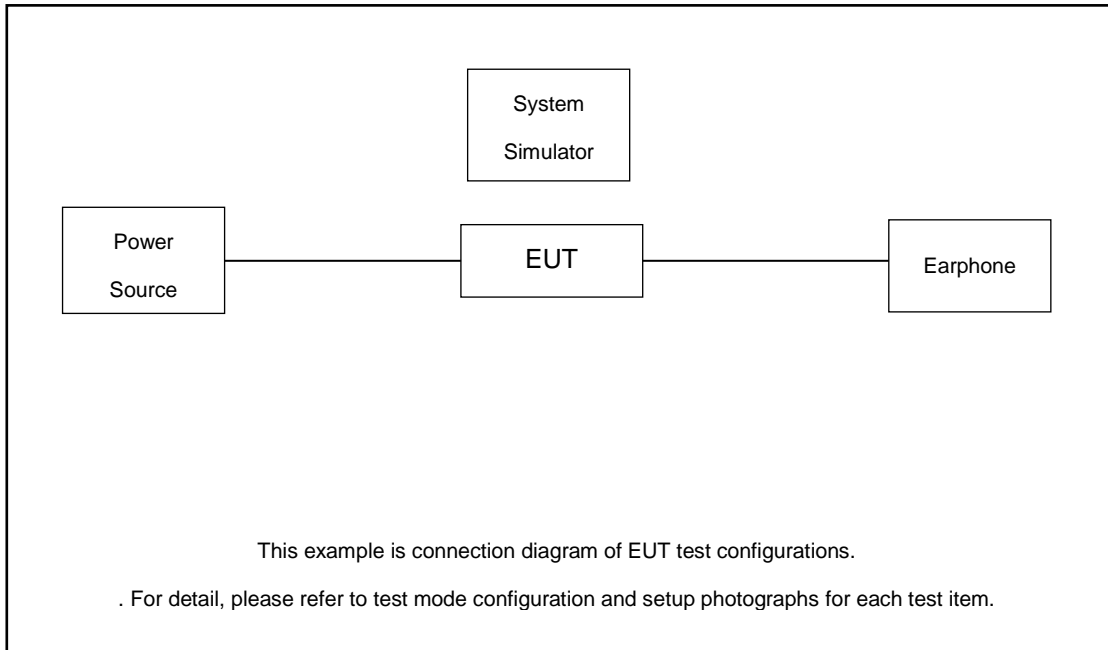 System
Simulator
Power
Source
EUT
Earphone
This example is connection diagram of EUT test configurations.
. For detail, please refer to test mode configuration and setup photographs for each test item.